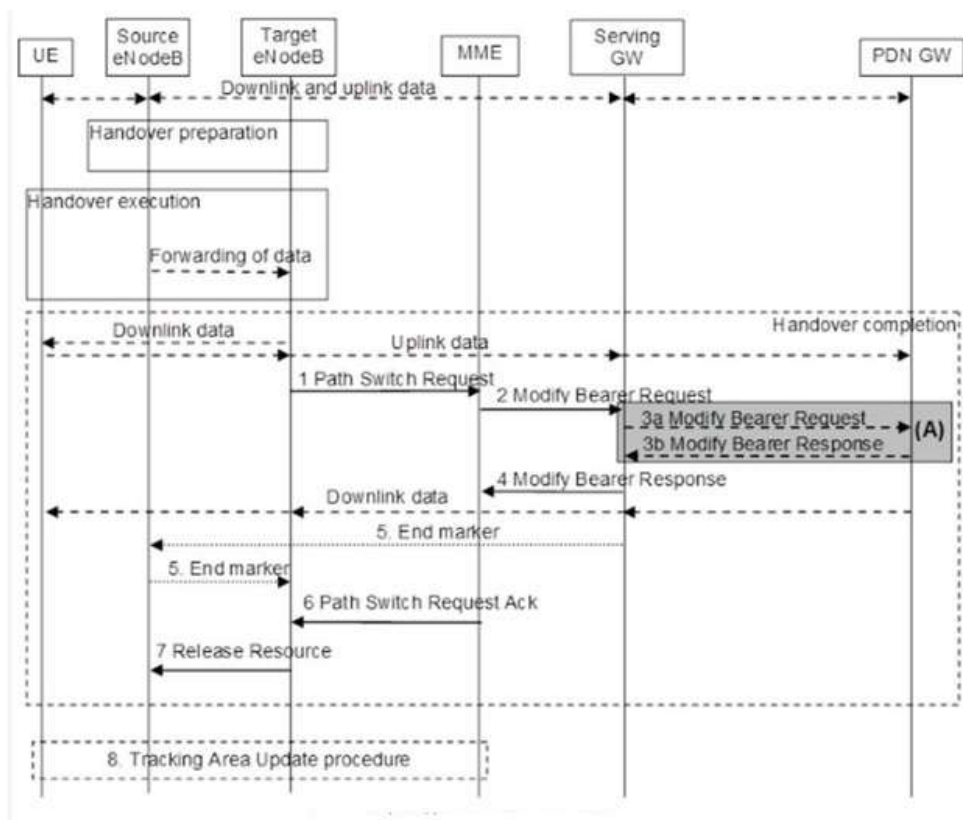 UE
Source
eNodeB
Target
eNodeB
MME
Serving
GW
PDN GW
Downlink and uplink data
Handover preparation
Handover execution
Forwarding of data
Handover completion
Downlink data
Uplink data
1 Path Switch Request
2 Modify Bearer Request
3a Modify Bearer Request
(A)
3b Modify Bearer Response
4 Modify Bearer Response
Downlink data
5. End marker
5. End marker
6 Path Switch Request Ack
7 Release Resource
8. Tracking Area Update procedure